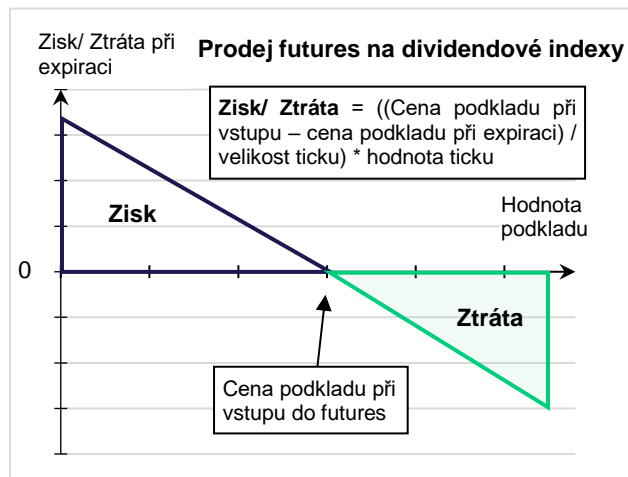 Zisk/ Ztráta při
expiraci
Prodej futures na dividendové indexy
Zisk/ Ztráta = ((Cena podkladu při
vstupu – cena podkladu při expiraci) /
velikost ticku) * hodnota ticku
Zisk
Hodnota
podkladu
0
Ztráta
Cena podkladu při
vstupu do futures